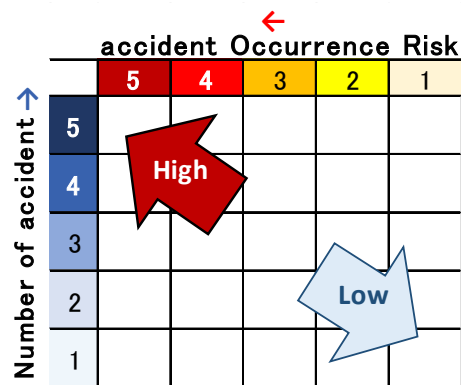 accident Occurrence Risk
5 4 3 2 1
Number of accident
5
4
3
2
1
High
Low